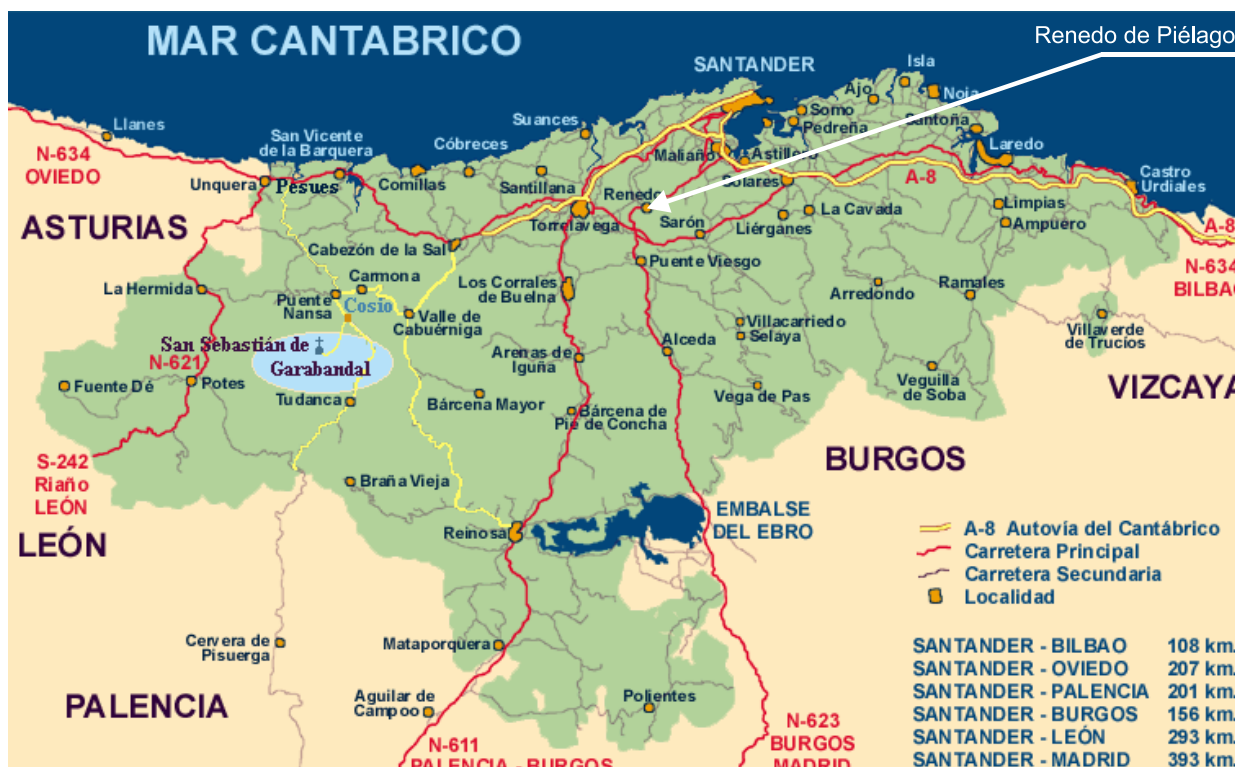 MAR CANTABRICO
Renedo de Piélago
SANTANDER
Isla
Ajo
Noja
Somo
Pedreña
Santoña
Llanes
San Vicente
de la Barquera
Suances
Cóbreces
Maliaño
Astillero
Laredo
N-634
OVIEDO
Unquera
Pesues
Comillas
Santillana
Renedo
Solares
A-8
Castro
Urdiales
Limpias
ASTURIAS
Torrelavega
Sarón
La Cavada
Liérganes
Ampuero
A-8
Cabezón de la Sal
Puente Viesgo
N-634
BILBAO
La Hermida
Carmona
Puente
Nansa
Cosío
Los Corrales
de Buelna
Arredondo
Ramales
Valle de
Cabuérniga
Villacarriedo
Selaya
Villaverde
de Trucíos
San Sebastián de
Garabandal
N-621
Arenas de
Iguña
Alceda
Fuente Dé
Potes
Veguilla
de Soba
VIZCAYA
Tudanca
Bárcena Mayor
Vega de Pas
Bárcena de
Pie de Concha
S-242
Riaño
LEÓN
BURGOS
Braña Vieja
LEÓN
Reinosa
EMBALSE
DEL EBRO
A-8 Autovía del Cantábrico
Carretera Principal
Carretera Secundaria
Localidad
Cervera de
Pisuerga
Mataporquera
SANTANDER - BILBAO 108 km.
SANTANDER - OVIEDO 207 km.
SANTANDER - PALENCIA 201 km.
SANTANDER - BURGOS 156 km.
SANTANDER - LEÓN 293 km.
SANTANDER - MADRID 393 km.
PALENCIA
Aguilar de
Campoo
Polientes
N-611
PALENCIA - BURGOS
N-623
BURGOS
MADRID